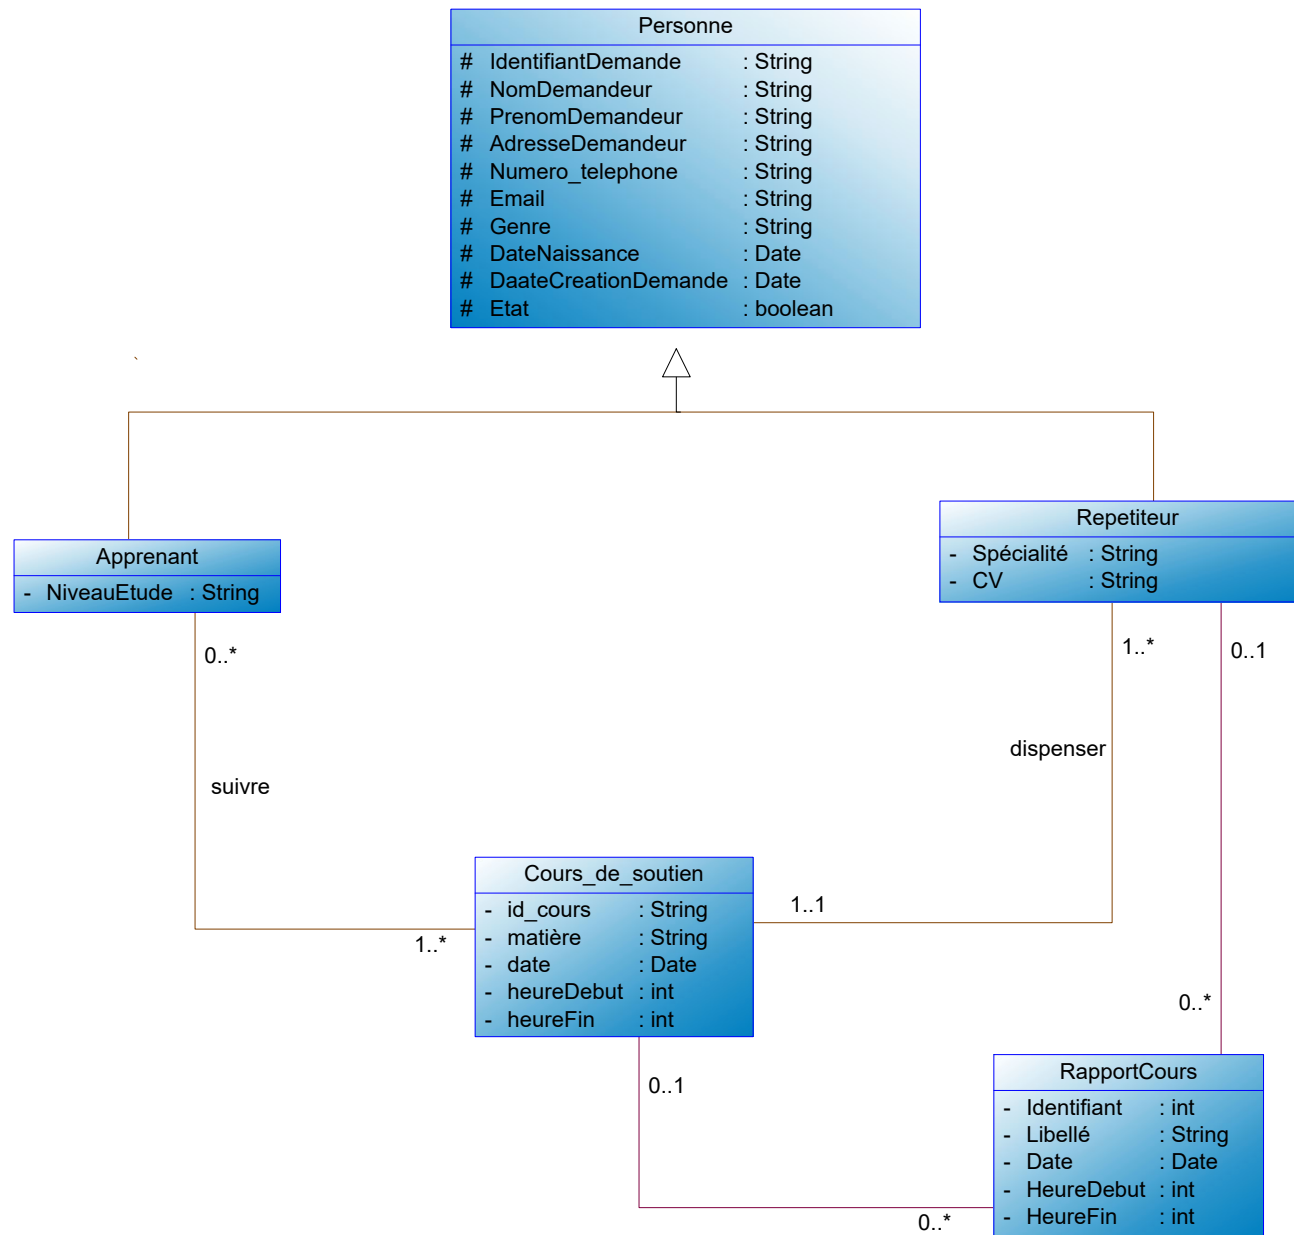 Personne
# IdentifiantDemande : String
# NomDemandeur : String
# PrenomDemandeur : String
# AdresseDemandeur : String
# Numero_telephone : String
# Email : String
# Genre : String
# DateNaissance : Date
# DaateCreationDemande : Date
# Etat : boolean
Apprenant
- NiveauEtude : String
Repetiteur
- Spécialité : String
- CV : String
0..*
1..*
0..1
dispenser
suivre
Cours_de_soutien
- id_cours : String
- matière : String
- date : Date
- heureDebut : int
- heureFin : int
1..1
1..*
0..*
0..1
RapportCours
- Identifiant : int
- Libellé : String
- Date : Date
- HeureDebut : int
- HeureFin : int
0..*